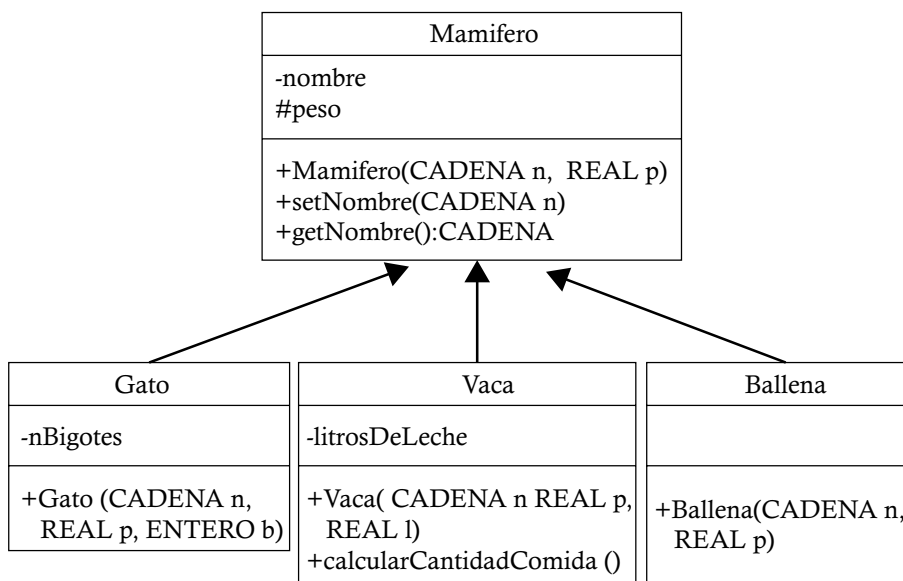 Mamifero
-nombre
#peso
+Mamifero(CADENA n,  REAL p)
+setNombre(CADENA n)
+getNombre():CADENA
Gato
-nBigotes
+Gato (CADENA n,
REAL p, ENTERO b)
Vaca
-litrosDeLeche
+Vaca( CADENA n REAL p,
REAL l)
+calcularCantidadComida ()
Ballena
+Ballena(CADENA n,
REAL p)